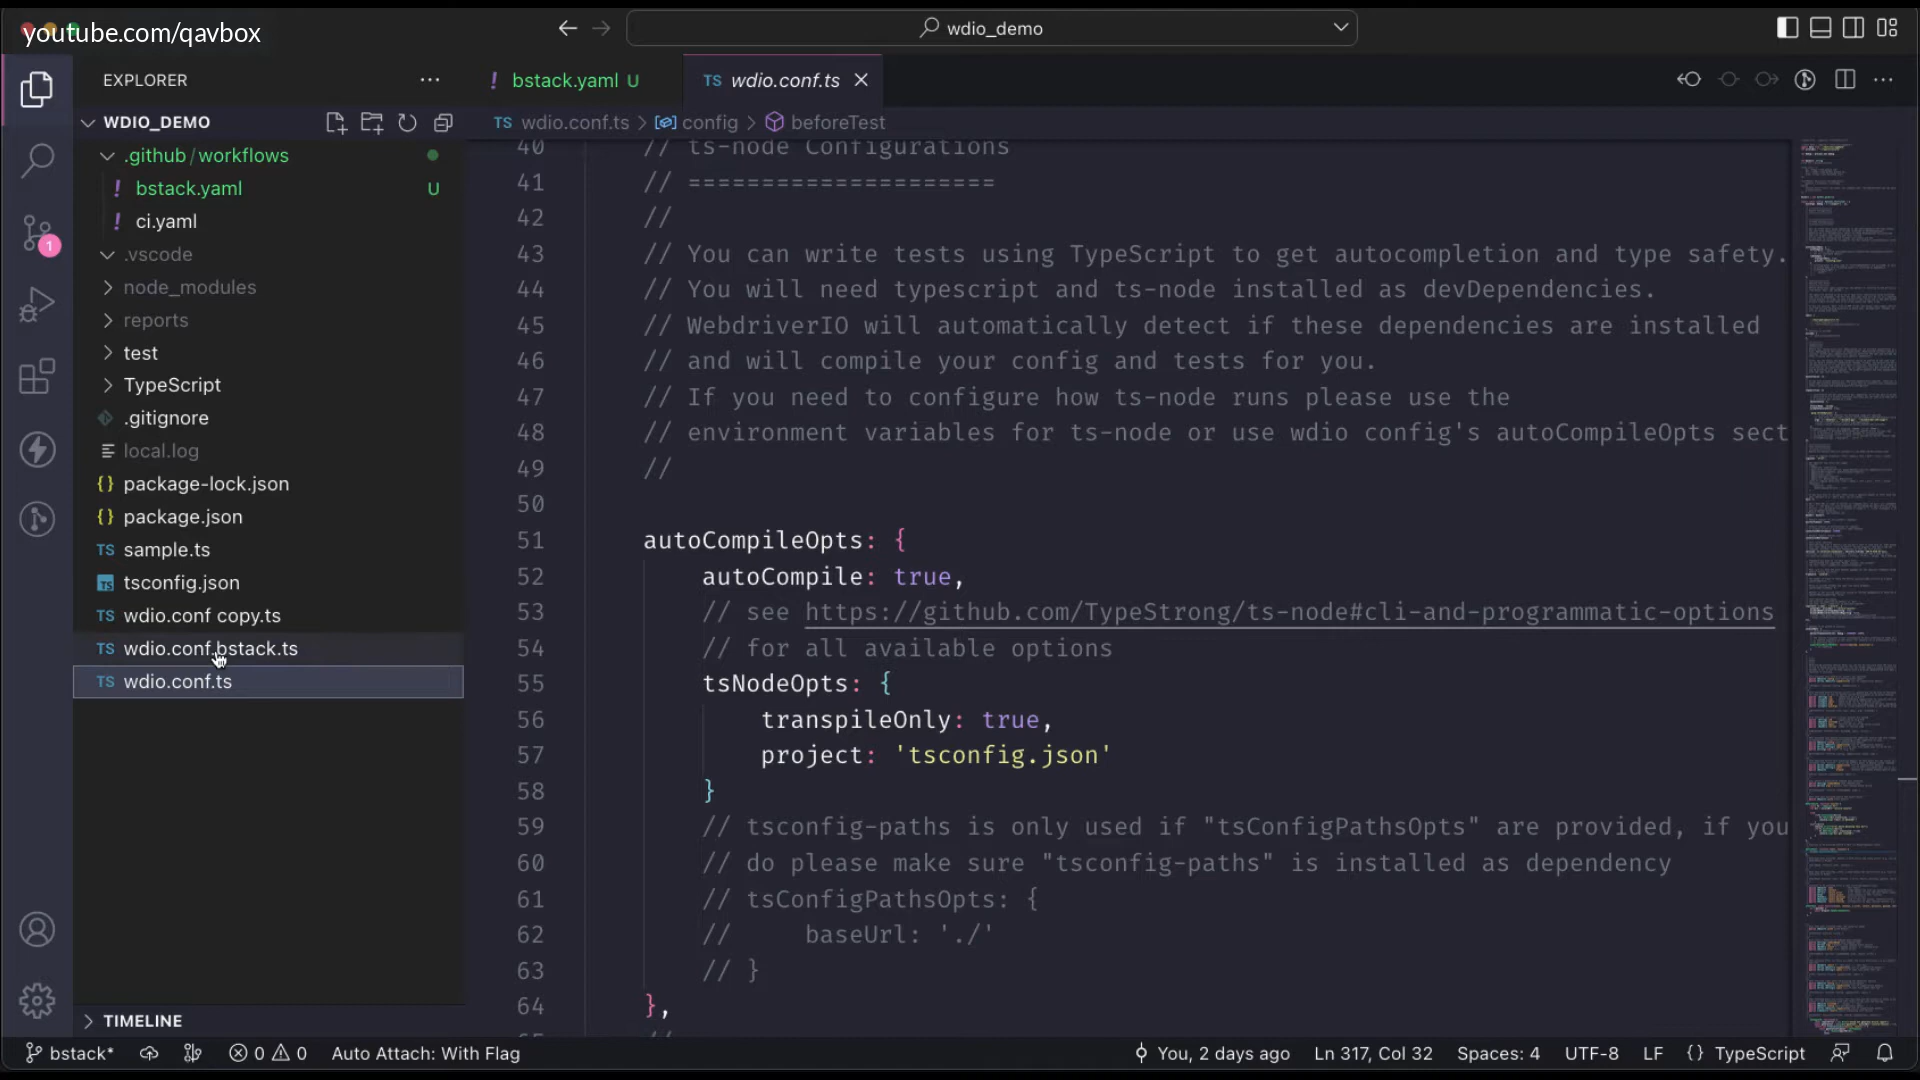 youtube.com/qavbox
wdio_demo
EXPLORER
WDIO_DEMO
.github/workflows
bstack.yaml U
ci.yaml
.vscode
node_modules
reports
test
TypeScript
.gitignore
local.log
package-lock.json
package.json
sample.ts
tsconfig.json
wdio.conf copy.ts
wdio.conf.bstack.ts
wdio.conf.ts
TIMELINE
1
bstack.yaml U
TS wdio.conf.ts
TS wdio.conf.ts > config > beforeTest
40 // ts-node Configurations
41 // =====================
42 //
43 // You can write tests using TypeScript to get autocompletion and type safety.
44 // You will need typescript and ts-node installed as devDependencies.
45 // WebdriverIO will automatically detect if these dependencies are installed
46 // and will compile your config and tests for you.
47 // If you need to configure how ts-node runs please use the
48 // environment variables for ts-node or use wdio config's autoCompileOpts sect
49 //
50
51 autoCompileOpts: {
52 autoCompile: true,
53 // see https://github.com/TypeStrong/ts-node#cli-and-programmatic-options
54 // for all available options
55 tsNodeOpts: {
56 transpileOnly: true,
57 project: 'tsconfig.json'
58 }
59 // tsconfig-paths is only used if "tsConfigPathsOpts" are provided, if you
60 // do please make sure "tsconfig-paths" is installed as dependency
61 // tsConfigPathsOpts: {
62 // baseUrl: './'
63 // }
64 },
bstack* 0 0 Auto Attach: With Flag You, 2 days ago Ln 317, Col 32 Spaces: 4 UTF-8 LF {} TypeScript